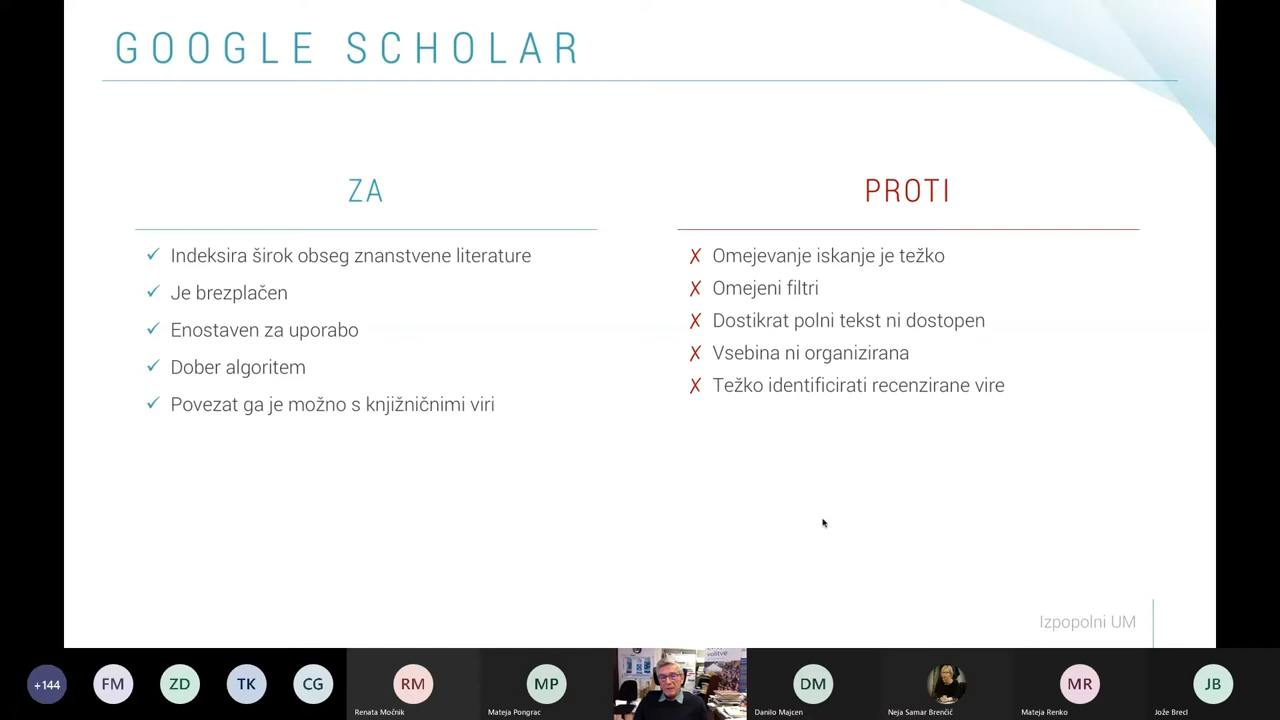 GOOGLE SCHOLAR
ZA
✓ Indeksira širok obseg znanstvene literature
✓ Je brezplačen
✓ Enostaven za uporabo
✓ Dober algoritem
✓ Povezat ga je možno s knjižničnimi viri
PROTI
✗ Omejevanje iskanje je težko
✗ Omejeni filtri
✗ Dostikrat polni tekst ni dostopen
✗ Vsebina ni organizirana
✗ Težko identificirati recenzirane vire
Izpopolni UM
+144
FM
ZD
TK
CG
RM
Renata Močnik
MP
Mateja Pongrac
volitve
DM
Danilo Majcen
Neja Samar Brenčič
MR
Mateja Renko
JB
Jože Brecl